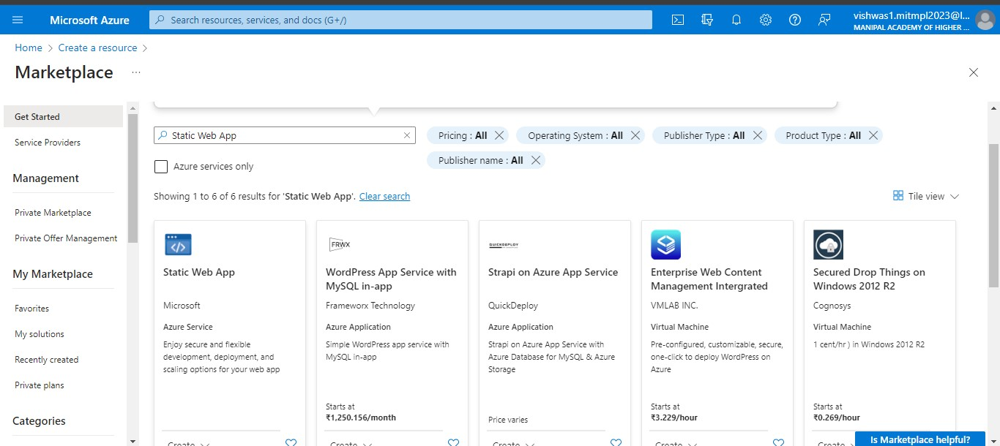 Microsoft Azure
Search resources, services, and docs (G+/)
vishwas1.mitmpl2023@l...
MANIPAL ACADEMY OF HIGHER ...
Home > Create a resource >
Marketplace ...
Get Started
Service Providers
Management
Private Marketplace
Private Offer Management
My Marketplace
Favorites
My solutions
Recently created
Private plans
Categories
Static Web App
Pricing : All
Operating System : All
Publisher Type : All
Product Type : All
Publisher name : All
Azure services only
Showing 1 to 6 of 6 results for 'Static Web App'. Clear search
Tile view
Static Web App
Microsoft
Azure Service
Enjoy secure and flexible
development, deployment, and
scaling options for your web app
Create
FRWX
WordPress App Service with
MySQL in-app
Frameworx Technology
Azure Application
Simple WordPress app service with
MySQL in-app
Starts at
₹1,250.156/month
Create
QUICKDEPLOY
Strapi on Azure App Service
QuickDeploy
Azure Application
Strapi on Azure App Service with
Azure Database for MySQL & Azure
Storage
Price varies
Create
Enterprise Web Content
Management Intergrated
VMLAB INC.
Virtual Machine
Pre-configured, customizable, secure,
one-click to deploy WordPress on
Azure
Starts at
₹3.229/hour
Create
Secured Drop Things on
Windows 2012 R2
Cognosys
Virtual Machine
1 cent/hr ) in Windows 2012 R2
Starts at
₹0.269/hour
Create
Is Marketplace helpful?